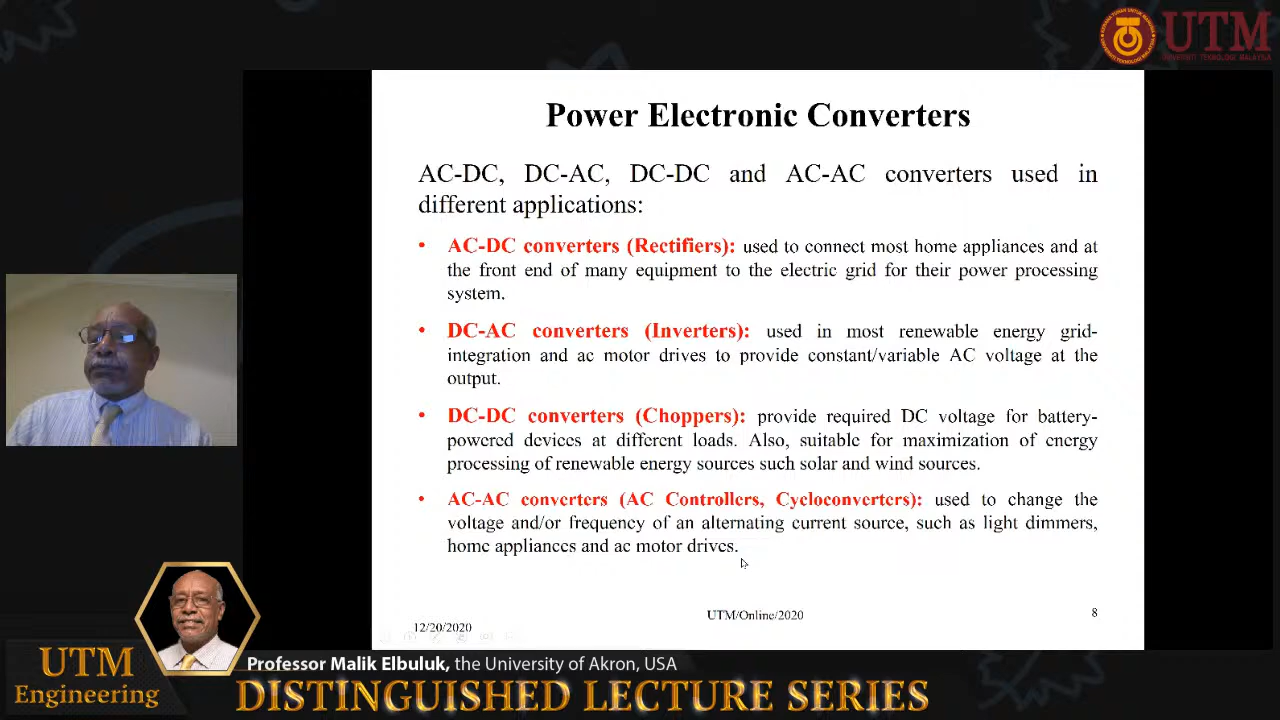 UTM
UNIVERSITI TEKNOLOGI MALAYSIA
Power Electronic Converters
AC-DC, DC-AC, DC-DC and AC-AC converters used in
different applications:
• AC-DC converters (Rectifiers): used to connect most home appliances and at
the front end of many equipment to the electric grid for their power processing
system.
• DC-AC converters (Inverters): used in most renewable energy grid-
integration and ac motor drives to provide constant/variable AC voltage at the
output.
• DC-DC converters (Choppers): provide required DC voltage for battery-
powered devices at different loads. Also, suitable for maximization of energy
processing of renewable energy sources such solar and wind sources.
• AC-AC converters (AC Controllers, Cycloconverters): used to change the
voltage and/or frequency of an alternating current source, such as light dimmers,
home appliances and ac motor drives.
12/20/2020
UTM/Online/2020
8
UTM
Engineering
Professor Malik Elbuluk, the University of Akron, USA
DISTINGUISHED LECTURE SERIES